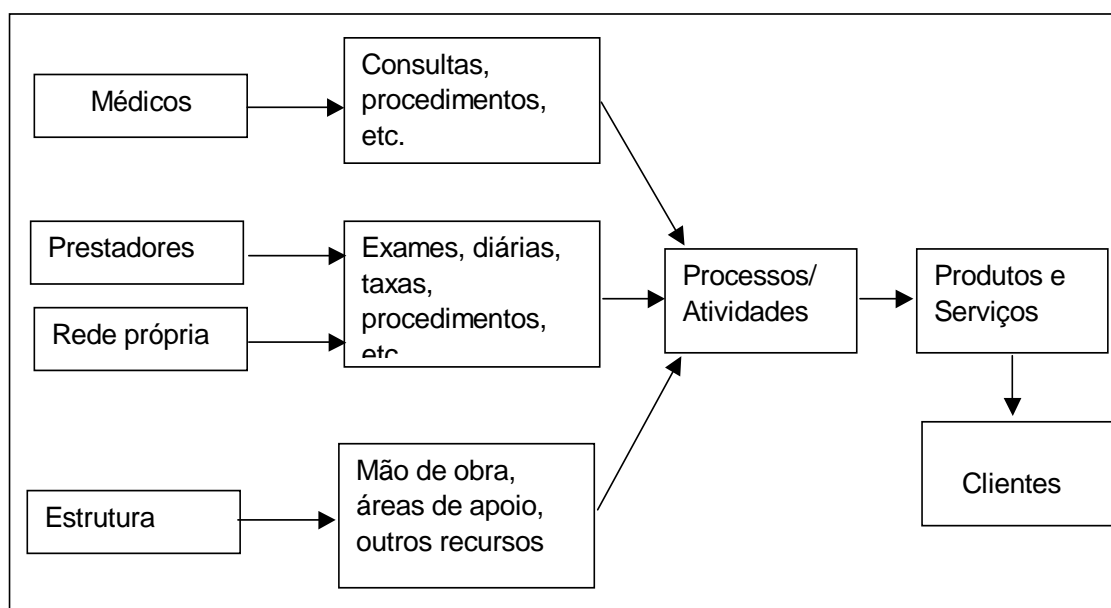 Médicos
Consultas,
procedimentos,
etc.
Prestadores
Rede própria
Exames, diárias,
taxas,
procedimentos,
etc
Estrutura
Mão de obra,
áreas de apoio,
outros recursos
Processos/
Atividades
Produtos e
Serviços
Clientes